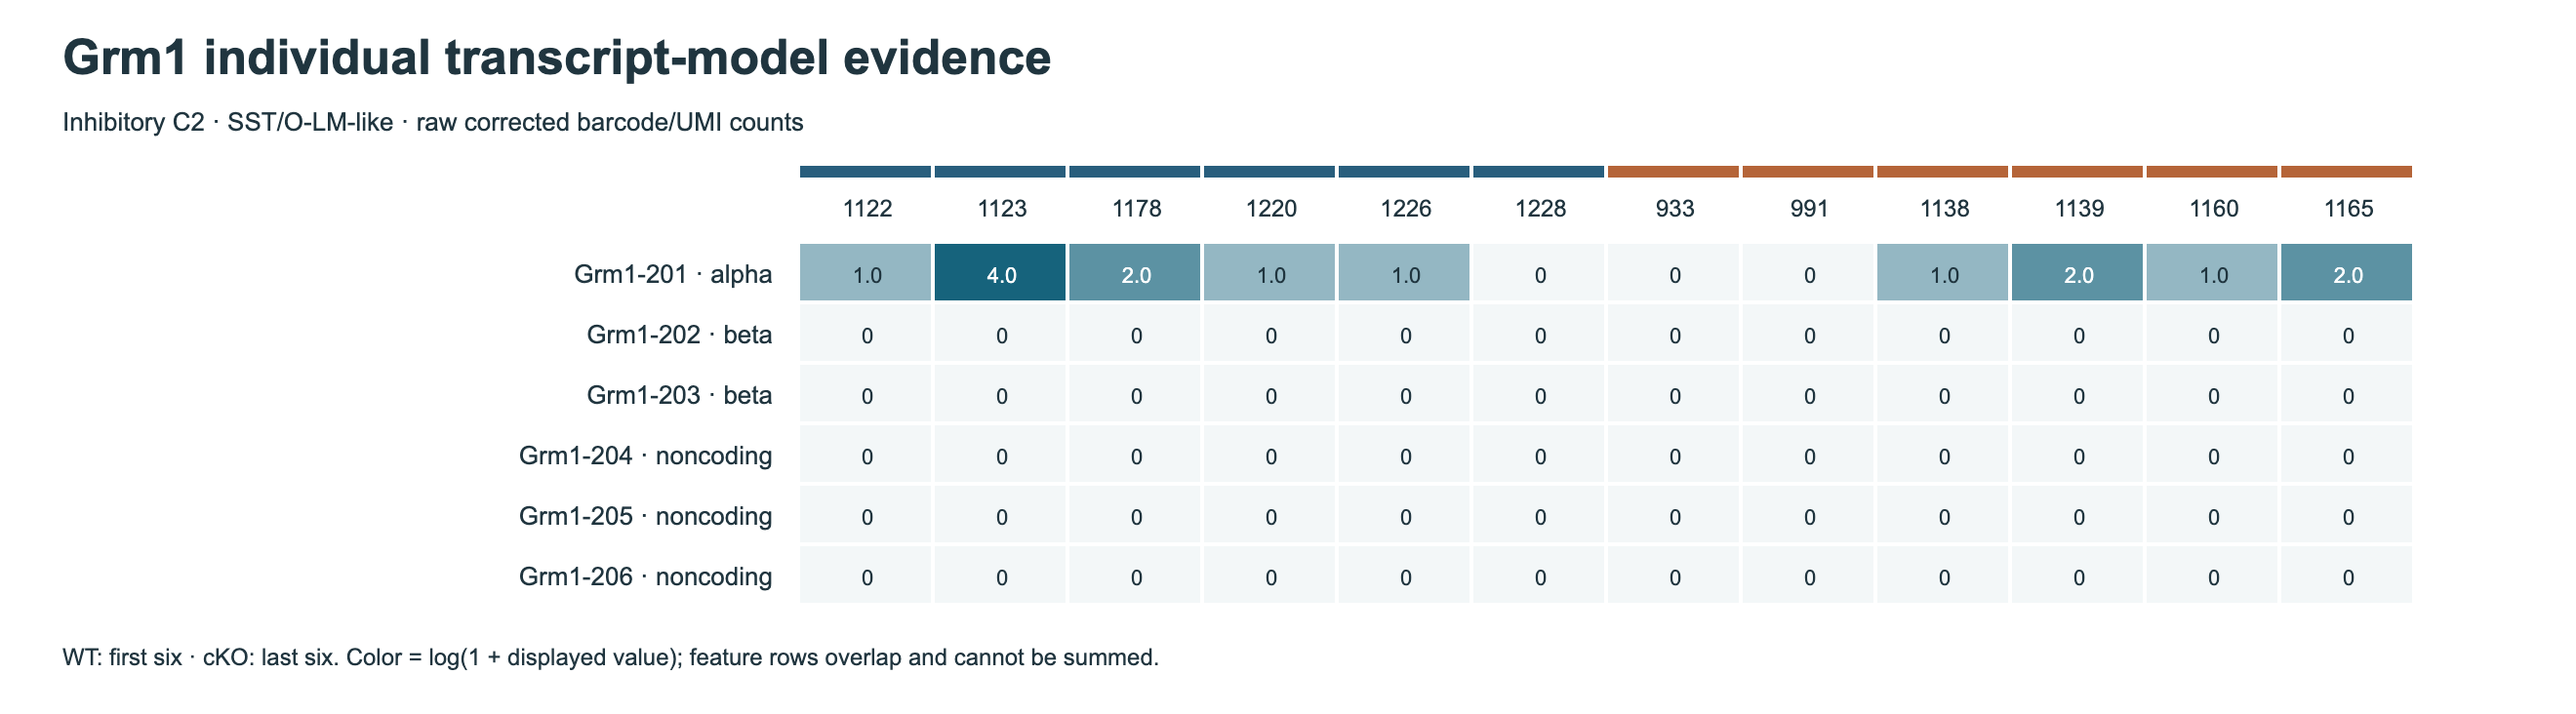 Grm1 individual transcript-model evidence
Inhibitory C2 · SST/O-LM-like · raw corrected barcode/UMI counts
1122 1123 1178 1220 1226 1228 933 991 1138 1139 1160 1165
Grm1-201 · alpha 1.0 4.0 2.0 1.0 1.0 0 0 0 1.0 2.0 1.0 2.0
Grm1-202 · beta 0 0 0 0 0 0 0 0 0 0 0 0
Grm1-203 · beta 0 0 0 0 0 0 0 0 0 0 0 0
Grm1-204 · noncoding 0 0 0 0 0 0 0 0 0 0 0 0
Grm1-205 · noncoding 0 0 0 0 0 0 0 0 0 0 0 0
Grm1-206 · noncoding 0 0 0 0 0 0 0 0 0 0 0 0
WT: first six · cKO: last six. Color = log(1 + displayed value); feature rows overlap and cannot be summed.